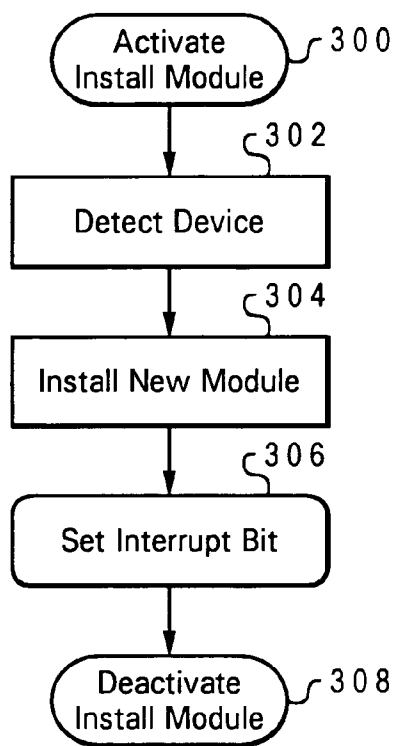 Activate
Install Module
300
302
Detect Device
304
Install New Module
306
Set Interrupt Bit
Deactivate
Install Module
308